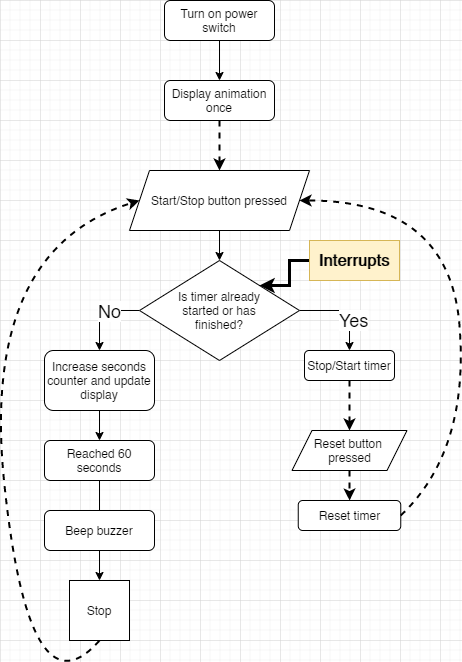 Turn on power
switch
Display animation
once
Start/Stop button pressed
Interrupts
Is timer already
started or has
finished?
No
Yes
Increase seconds
counter and update
display
Stop/Start timer
Reached 60
seconds
Reset button
pressed
Beep buzzer
Reset timer
Stop